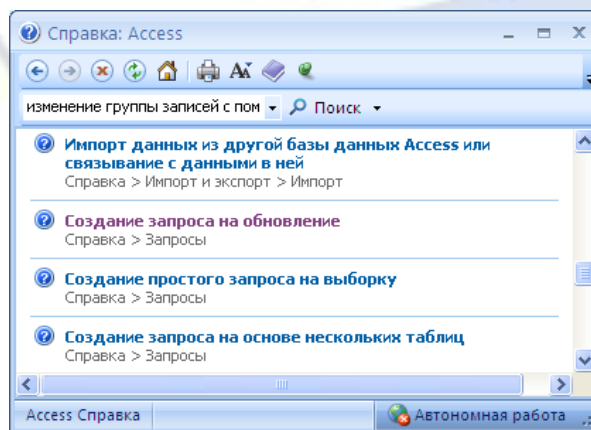 Справка: Access
изменение группы записей с пом
Поиск
Импорт данных из другой базы данных Access или
связывание с данными в ней
Справка > Импорт и экспорт > Импорт
Создание запроса на обновление
Справка > Запросы
Создание простого запроса на выборку
Справка > Запросы
Создание запроса на основе нескольких таблиц
Справка > Запросы
Access Справка
Автономная работа